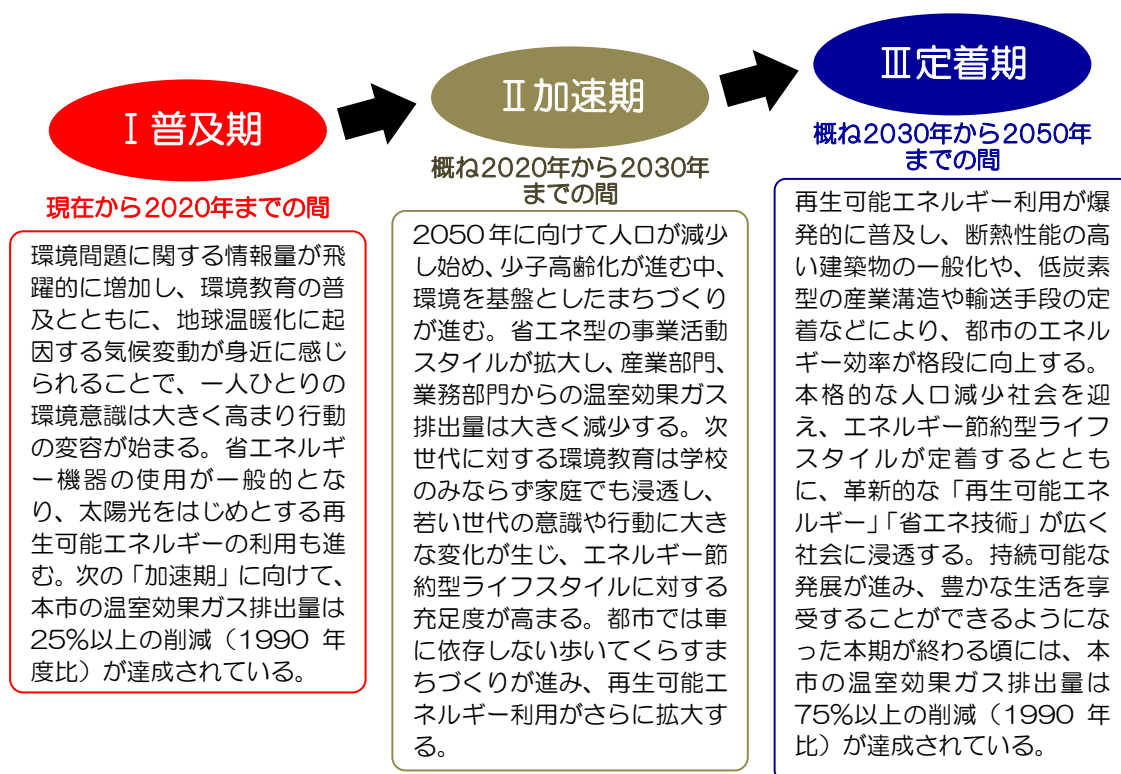 Ⅰ普及期
現在から2020年までの間
環境問題に関する情報量が飛
躍的に増加し、環境教育の普
及とともに、地球温暖化に起
因する気候変動が身近に感じ
られることで、一人ひとりの
環境意識は大きく高まり行動
の変容が始まる。省エネルギ
ー機器の使用が一般的とな
り、太陽光をはじめとする再
生可能エネルギーの利用も進
む。次の「加速期」に向けて、
本市の温室効果ガス排出量は
25%以上の削減（1990 年
度比）が達成されている。
Ⅱ加速期
概ね2020年から2030年
までの間
2050年に向けて人口が減少
し始め、少子高齢化が進む中、
環境を基盤としたまちづくり
が進む。省エネ型の事業活動
スタイルが拡大し、産業部門、
業務部門からの温室効果ガス
排出量は大きく減少する。次
世代に対する環境教育は学校
のみならず家庭でも浸透し、
若い世代の意識や行動に大き
な変化が生じ、エネルギー節
約型ライフスタイルに対する
充足度が高まる。都市では車
に依存しない歩いてくらすま
ちづくりが進み、再生可能エ
ネルギー利用がさらに拡大す
る。
Ⅲ定着期
概ね2030年から2050年
までの間
再生可能エネルギー利用が爆
発的に普及し、断熱性能の高
い建築物の一般化や、低炭素
型の産業構造や輸送手段の定
着などにより、都市のエネル
ギー効率が格段に向上する。
本格的な人口減少社会を迎
え、エネルギー節約型ライフ
スタイルが定着するととも
に、革新的な「再生可能エネ
ルギー」「省エネ技術」が広く
社会に浸透する。持続可能な
発展が進み、豊かな生活を享
受することができるようにな
った本期が終わる頃には、本
市の温室効果ガス排出量は
75%以上の削減（1990 年
比）が達成されている。